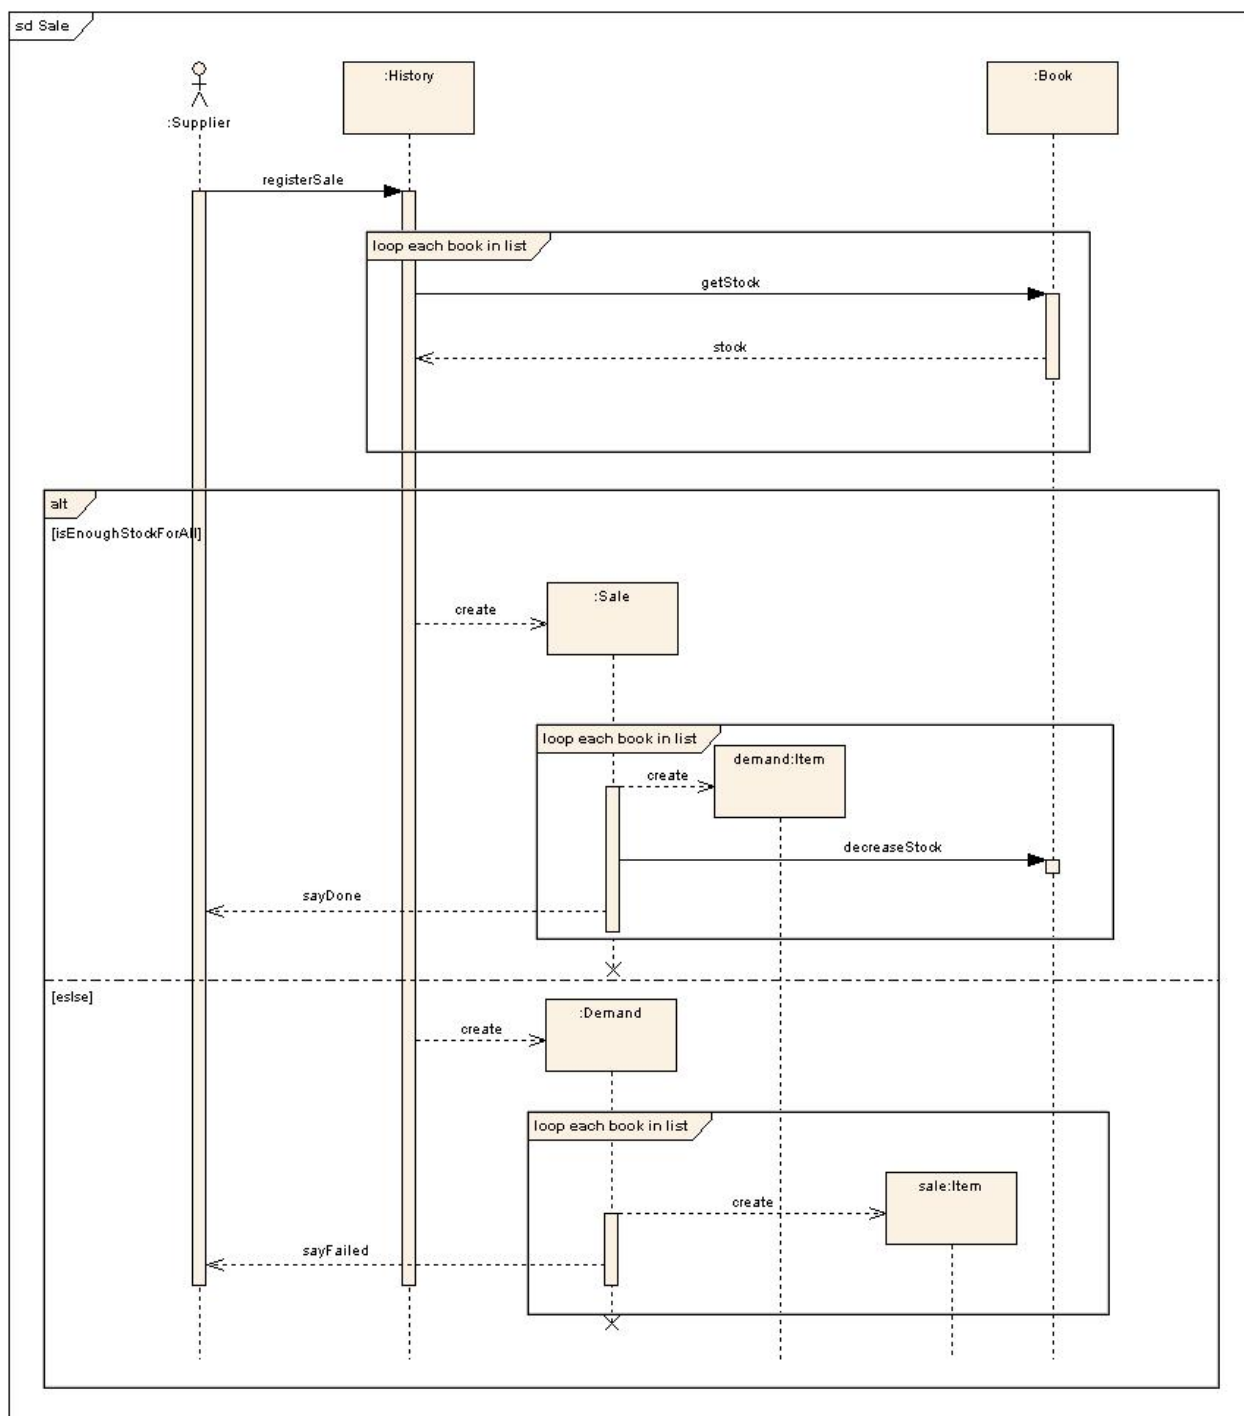 sd Sale
:History
:Book
:Supplier
registerSale
loop each book in list
getStock
stock
alt
[isEnoughStockForAll]
:Sale
create
loop each book in list
demand:Item
create
decreaseStock
sayDone
[eslse]
:Demand
create
loop each book in list
sale:Item
create
sayFailed